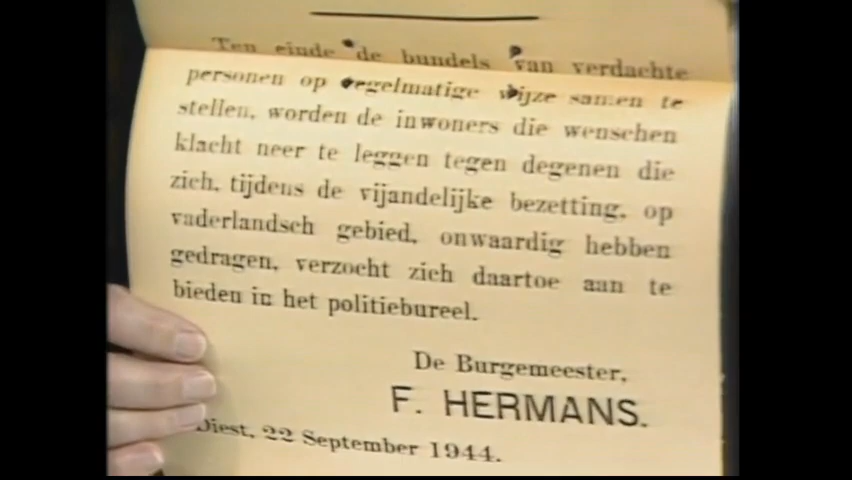 Ten einde de bundels van verdachte
personen op regelmatige wijze samen te
stellen, worden de inwoners die wenschen
klacht neer te leggen tegen degenen die
zich, tijdens de vijandelijke bezetting, op
vaderlandsch gebied, onwaardig hebben
gedragen, verzocht zich daartoe aan te
bieden in het politiebureel.
De Burgemeester,
F. HERMANS.
Diest, 22 September 1944.